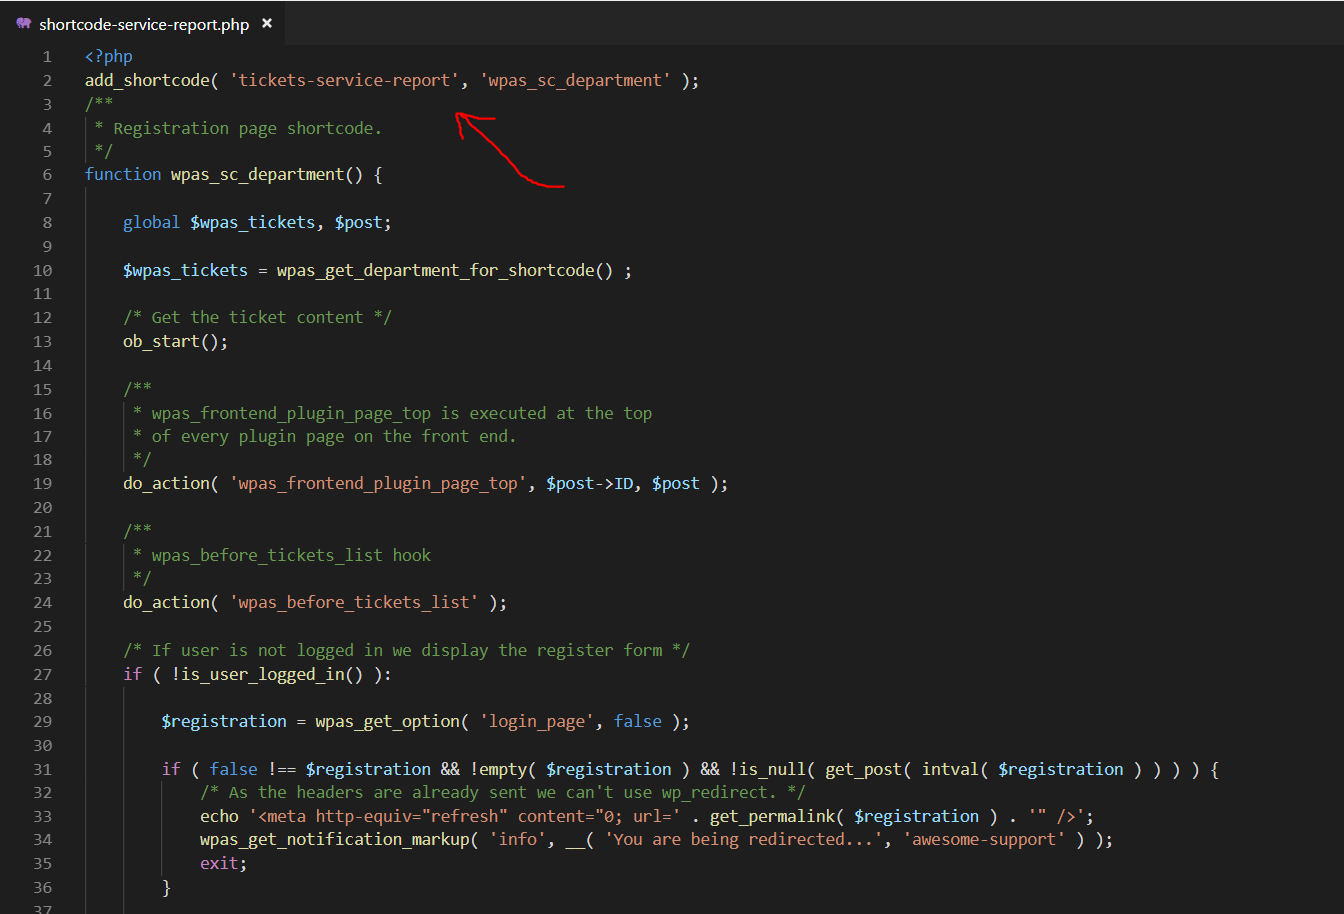 shortcode-service-report.php ×
1 <?php
2 add_shortcode( 'tickets-service-report', 'wpas_sc_department' );
3 /**
4 * Registration page shortcode.
5 */
6 function wpas_sc_department() {
7
8 global $wpas_tickets, $post;
9
10 $wpas_tickets = wpas_get_department_for_shortcode() ;
11
12 /* Get the ticket content */
13 ob_start();
14
15 /**
16 * wpas_frontend_plugin_page_top is executed at the top
17 * of every plugin page on the front end.
18 */
19 do_action( 'wpas_frontend_plugin_page_top', $post->ID, $post );
20
21 /**
22 * wpas_before_tickets_list hook
23 */
24 do_action( 'wpas_before_tickets_list' );
25
26 /* If user is not logged in we display the register form */
27 if ( !is_user_logged_in() ):
28
29 $registration = wpas_get_option( 'login_page', false );
30
31 if ( false !== $registration && !empty( $registration ) && !is_null( get_post( intval( $registration ) ) ) ) {
32 /* As the headers are already sent we can't use wp_redirect. */
33 echo '<meta http-equiv="refresh" content="0; url=' . get_permalink( $registration ) . '" />';
34 wpas_get_notification_markup( 'info', __( 'You are being redirected...', 'awesome-support' ) );
35 exit;
36 }
37